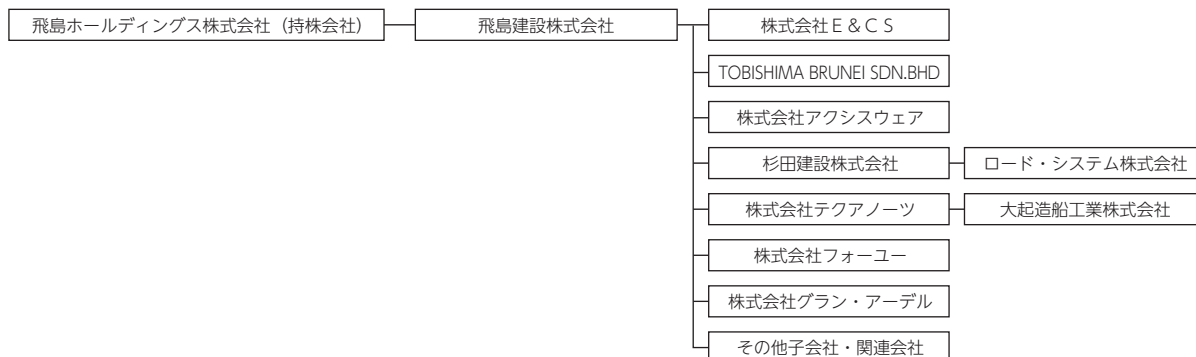 飛島ホールディングス株式会社（持株会社）
飛島建設株式会社
株式会社Ｅ＆ＣＳ
TOBISHIMA BRUNEI SDN.BHD
株式会社アクシスウェア
杉田建設株式会社
ロード・システム株式会社
株式会社テクアノーツ
大起造船工業株式会社
株式会社フォーユー
株式会社グラン・アーデル
その他子会社・関連会社